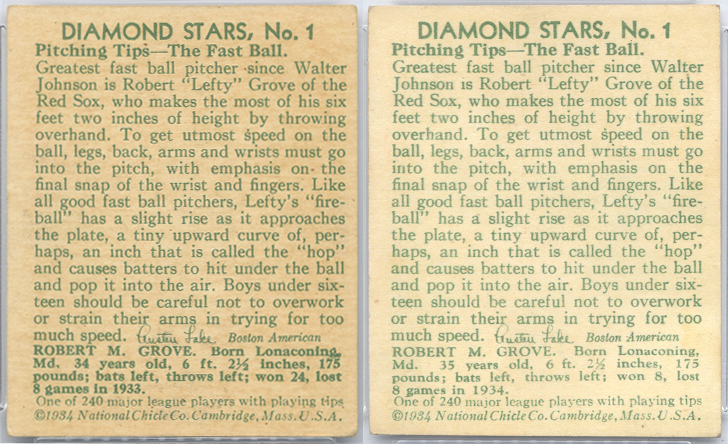 DIAMOND STARS, No. 1
Pitching Tips—The Fast Ball.
Greatest fast ball pitcher since Walter
Johnson is Robert "Lefty" Grove of the
Red Sox, who makes the most of his six
feet two inches of height by throwing
overhand. To get utmost speed on the
ball, legs, back, arms and wrists must go
into the pitch, with emphasis on the
final snap of the wrist and fingers. Like
all good fast ball pitchers, Lefty's "fire-
ball" has a slight rise as it approaches
the plate, a tiny upward curve of, per-
haps, an inch that is called the "hop"
and causes batters to hit under the ball
and pop it into the air. Boys under six-
teen should be careful not to overwork
or strain their arms in trying for too
much speed. Austen Lake Boston American
ROBERT M. GROVE. Born Lonaconing,
Md. 34 years old, 6 ft. 2½ inches, 175
pounds; bats left, throws left; won 24, lost
8 games in 1933.
One of 240 major league players with playing tips
©1934 National Chicle Co. Cambridge, Mass. U.S.A.
DIAMOND STARS, No. 1
Pitching Tips—The Fast Ball.
Greatest fast ball pitcher since Walter
Johnson is Robert "Lefty" Grove of the
Red Sox, who makes the most of his six
feet two inches of height by throwing
overhand. To get utmost speed on the
ball, legs, back, arms and wrists must go
into the pitch, with emphasis on the
final snap of the wrist and fingers. Like
all good fast ball pitchers, Lefty's "fire-
ball" has a slight rise as it approaches
the plate, a tiny upward curve of, per-
haps, an inch that is called the "hop"
and causes batters to hit under the ball
and pop it into the air. Boys under six-
teen should be careful not to overwork
or strain their arms in trying for too
much speed. Austen Lake Boston American
ROBERT M. GROVE. Born Lonaconing,
Md. 35 years old, 6 ft. 2½ inches, 175
pounds; bats left, throws left; won 8, lost
8 games in 1934.
One of 240 major league players with playing tips
©1934 National Chicle Co. Cambridge, Mass. U.S.A.